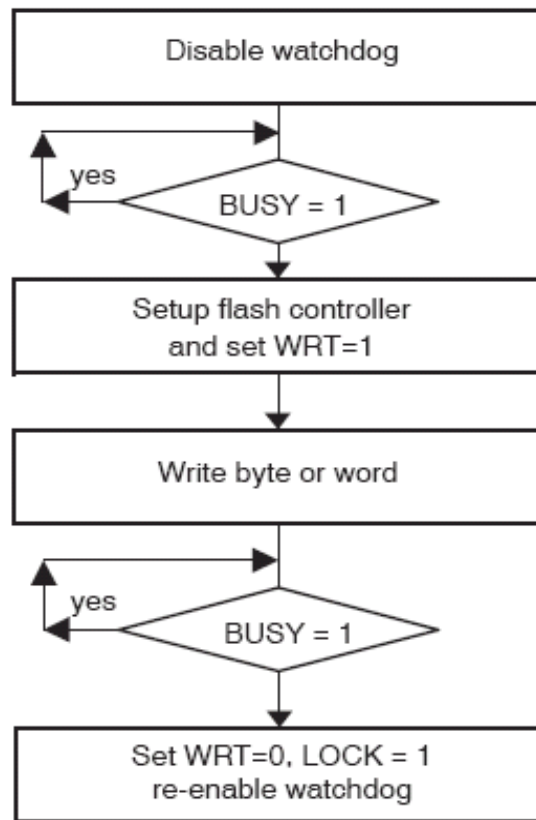 Disable watchdog
yes
BUSY = 1
Setup flash controller
and set WRT=1
Write byte or word
yes
BUSY = 1
Set WRT=0, LOCK = 1
re-enable watchdog